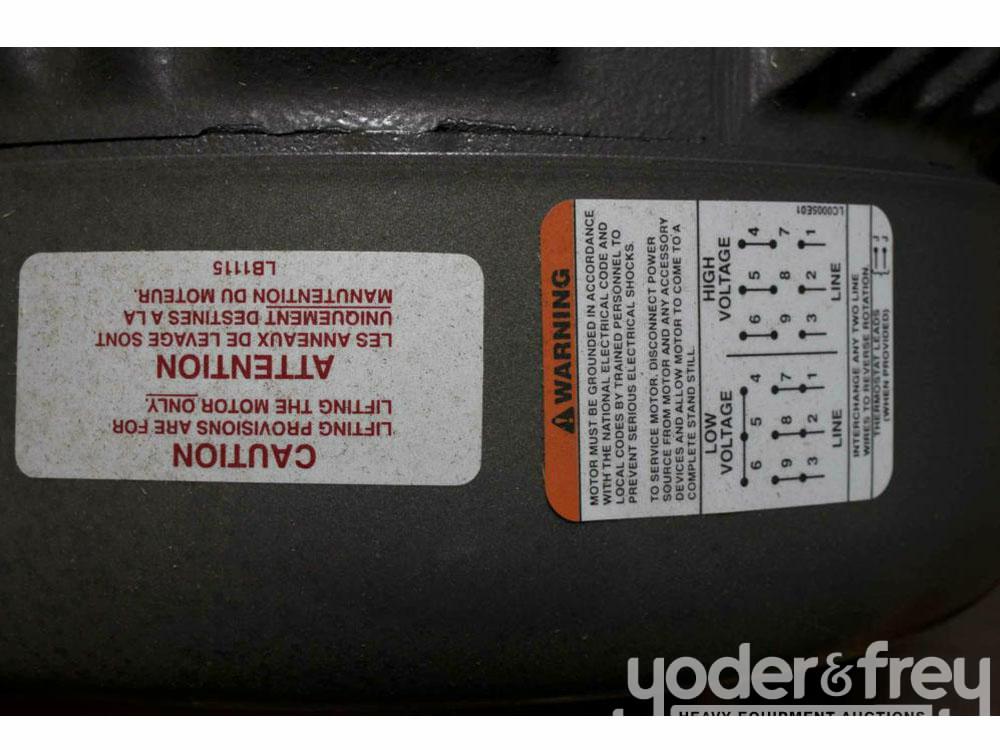 CAUTION
LIFTING PROVISIONS ARE FOR
LIFTING THE MOTOR ONLY.
ATTENTION
LES ANNEAUX DE LEVAGE SONT
UNIQUEMENT DESTINES A LA
MANUTENTION DU MOTEUR.
LB1115
WARNING
MOTOR MUST BE GROUNDED IN ACCORDANCE
WITH THE NATIONAL ELECTRICAL CODE AND
LOCAL CODES BY TRAINED PERSONNEL TO
PREVENT SERIOUS ELECTRICAL SHOCKS.
TO SERVICE MOTOR, DISCONNECT POWER
SOURCE FROM MOTOR AND ANY ACCESSORY
DEVICES AND ALLOW MOTOR TO COME TO A
COMPLETE STAND STILL.
LOW VOLTAGE
6 5 4
9 8 7
3 2 1
LINE
HIGH VOLTAGE
6 5 4
9 8 7
3 2 1
LINE
INTERCHANGE ANY TWO LINE
WIRES TO REVERSE ROTATION.
THERMOSTAT LEADS J J
(WHEN PROVIDED)
LC0005E01
yoder&frey
HEAVY EQUIPMENT AUCTIONS